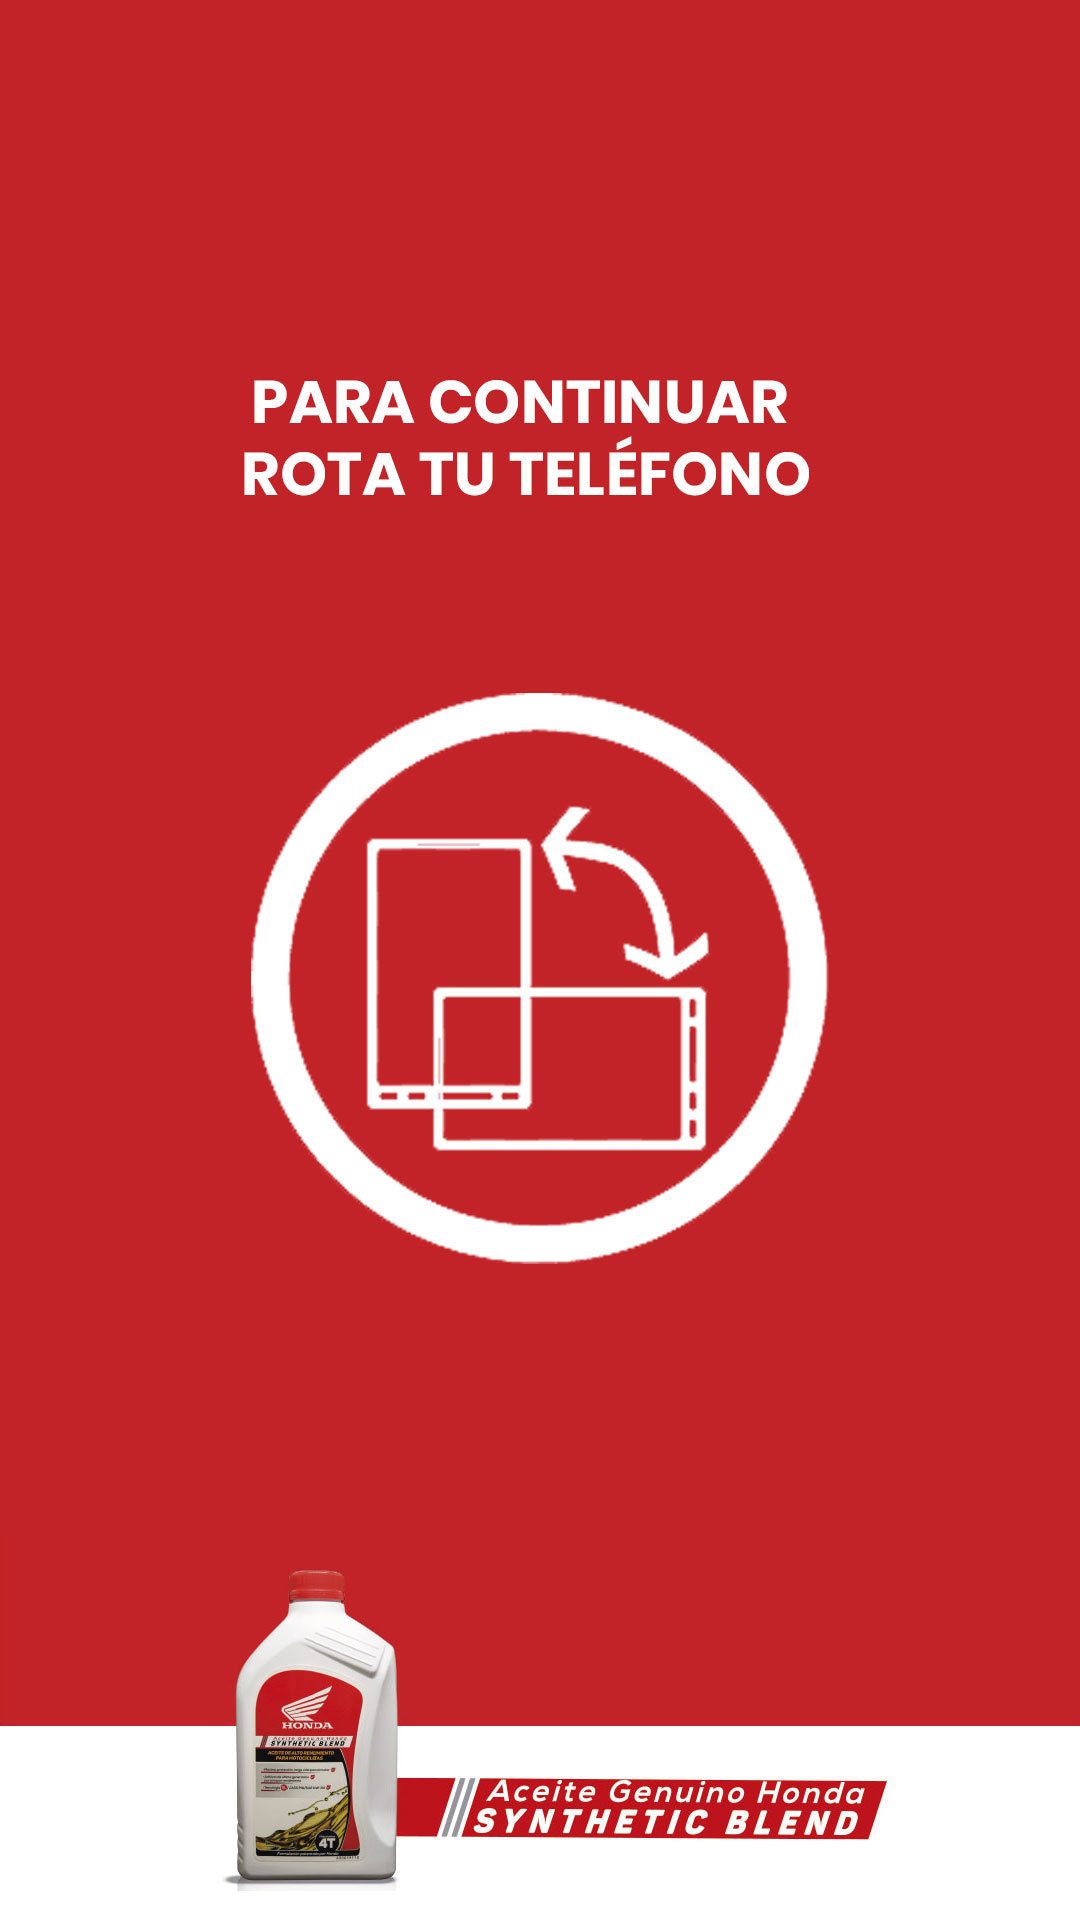 PARA CONTINUAR
ROTA TU TELÉFONO
HONDA
Aceite Genuino Honda
SYNTHETIC BLEND
ACEITE DE ALTO RENDIMIENTO
PARA MOTOCICLETAS
4T
Aceite Genuino Honda
SYNTHETIC BLEND